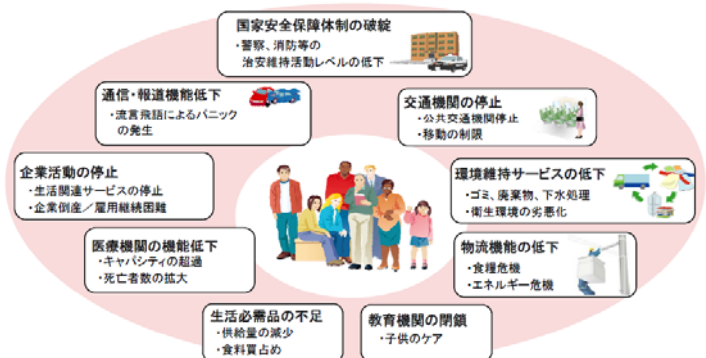 国家安全保障体制の破綻
・警察、消防等の
治安維持活動レベルの低下
通信・報道機能低下
・流言飛語によるパニック
の発生
交通機関の停止
・公共交通機関停止
・移動の制限
企業活動の停止
・生活関連サービスの停止
・企業倒産／雇用継続困難
環境維持サービスの低下
・ゴミ、廃棄物、下水処理
・衛生環境の劣悪化
医療機関の機能低下
・キャパシティの超過
・死亡者数の拡大
物流機能の低下
・食糧危機
・エネルギー危機
生活必需品の不足
・供給量の減少
・食料買占め
教育機関の閉鎖
・子供のケア